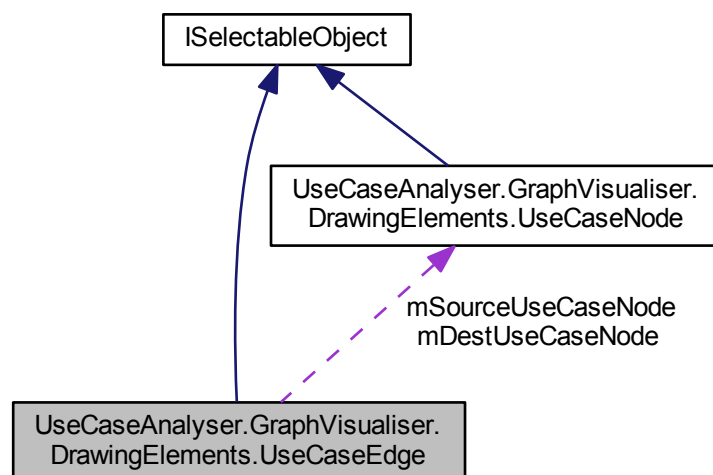 ISelectableObject
UseCaseAnalyser.GraphVisualiser.
DrawingElements.UseCaseNode
mSourceUseCaseNode
mDestUseCaseNode
UseCaseAnalyser.GraphVisualiser.
DrawingElements.UseCaseEdge